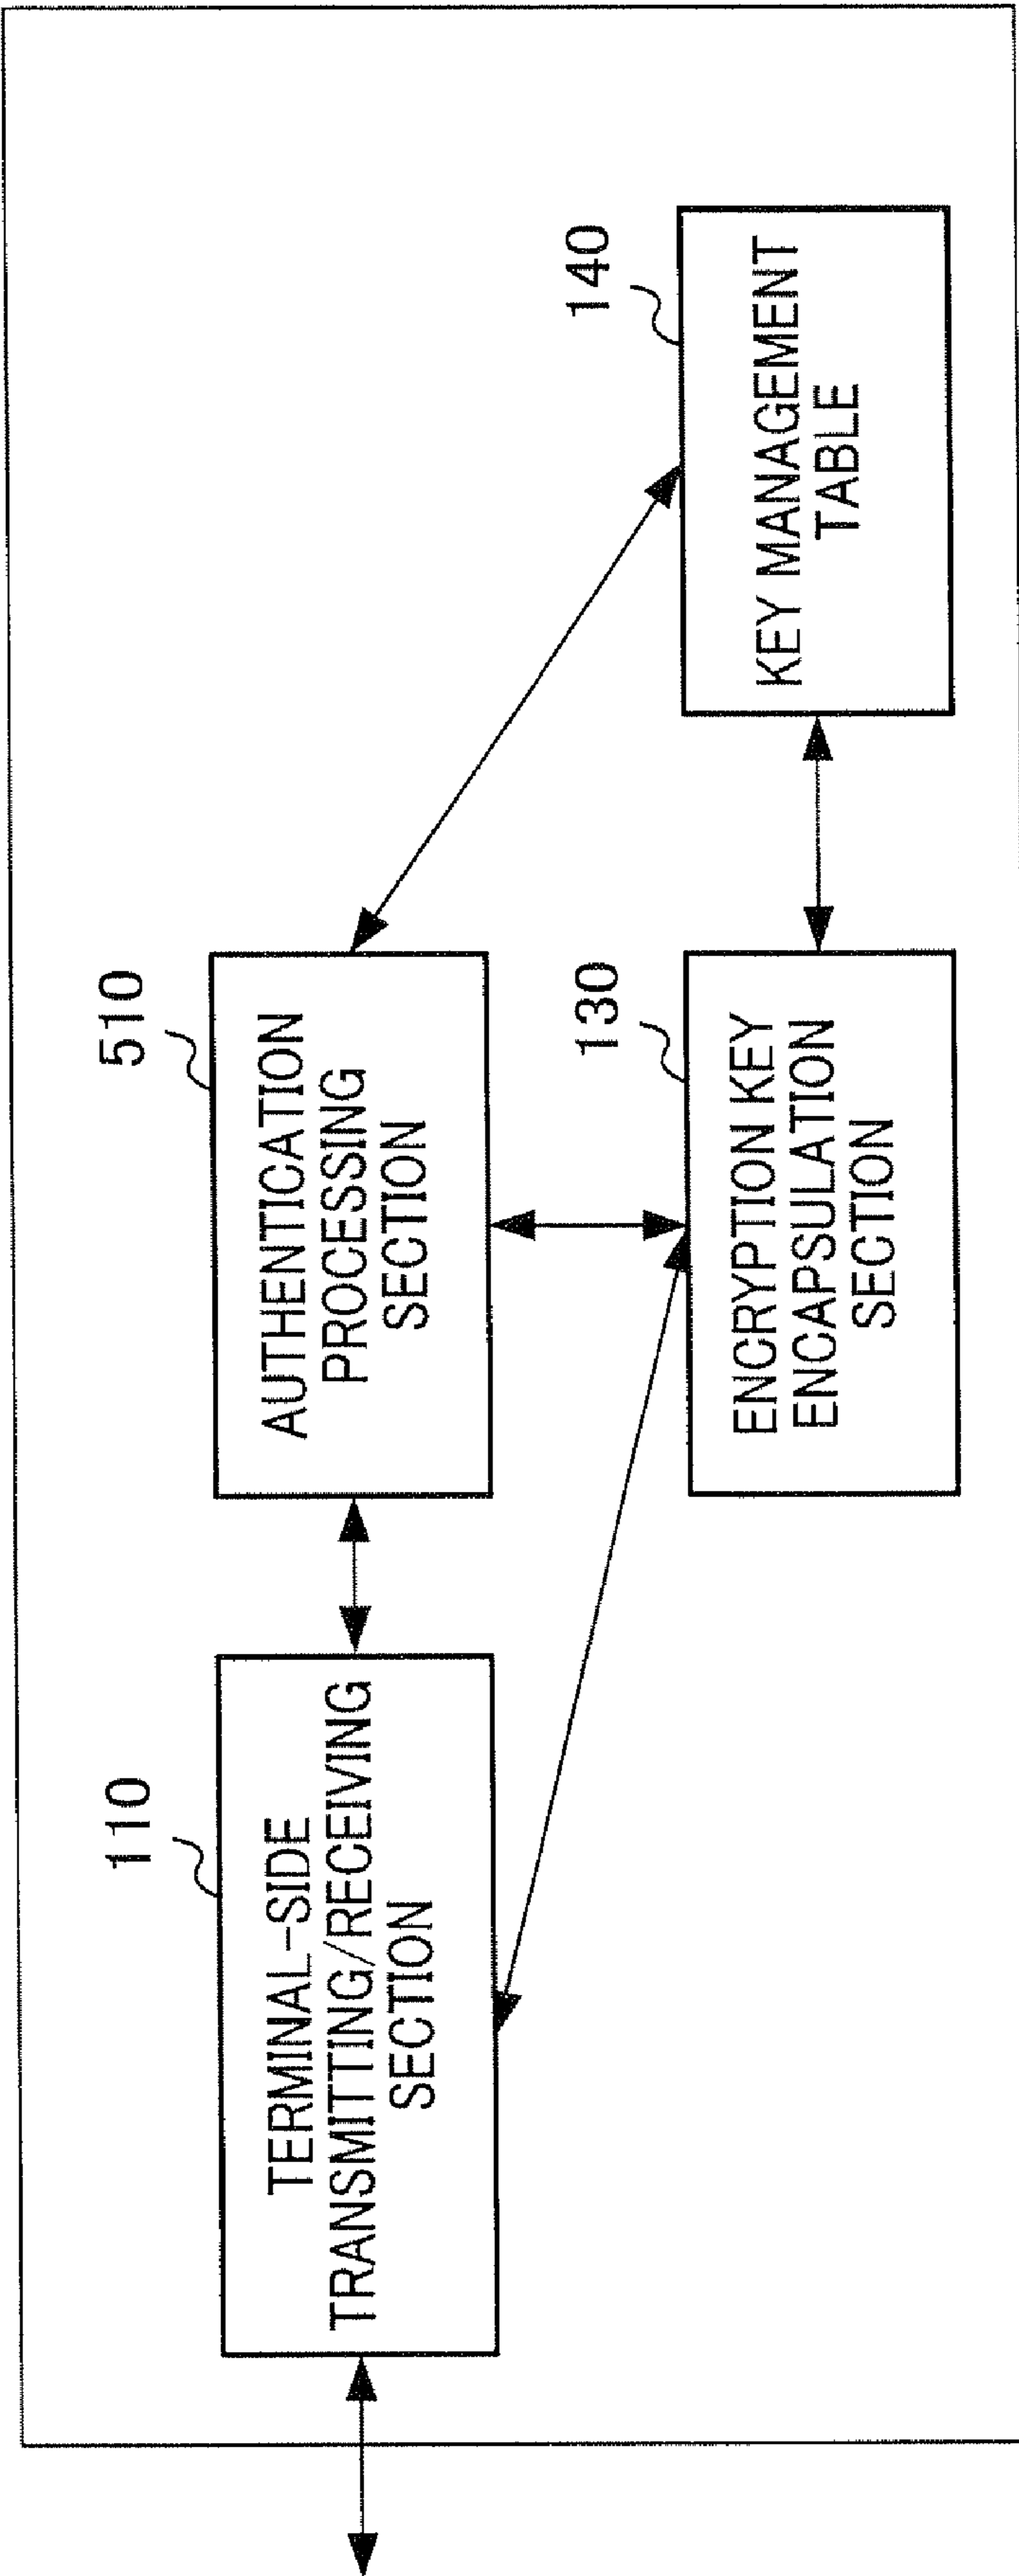 110
TERMINAL-SIDE
TRANSMITTING/RECEIVING
SECTION
510
AUTHENTICATION
PROCESSING
SECTION
130
ENCRYPTION KEY
ENCAPSULATION
SECTION
140
KEY MANAGEMENT
TABLE